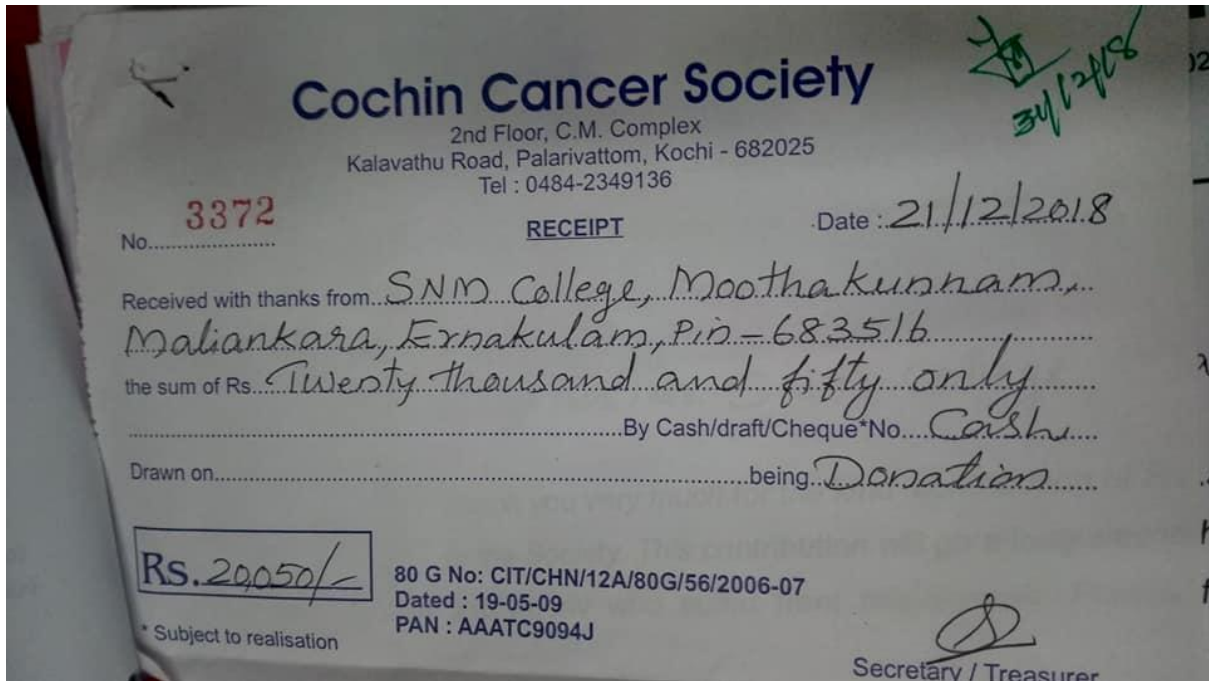 Cochin Cancer Society
2nd Floor, C.M. Complex
Kalavathu Road, Palarivattom, Kochi - 682025
Tel : 0484-2349136
No. 3372
RECEIPT
Date : 21/12/2018
Received with thanks from SNM College, Moothakunnam,
Maliankara, Ernakulam, Pin - 683516
the sum of Rs. Twenty thousand and fifty only
By Cash/draft/Cheque*No. Cash
Drawn on being Donation
Rs. 20,050/-
80 G No: CIT/CHN/12A/80G/56/2006-07
Dated : 19-05-09
PAN : AAATC9094J
* Subject to realisation
Secretary / Treasurer